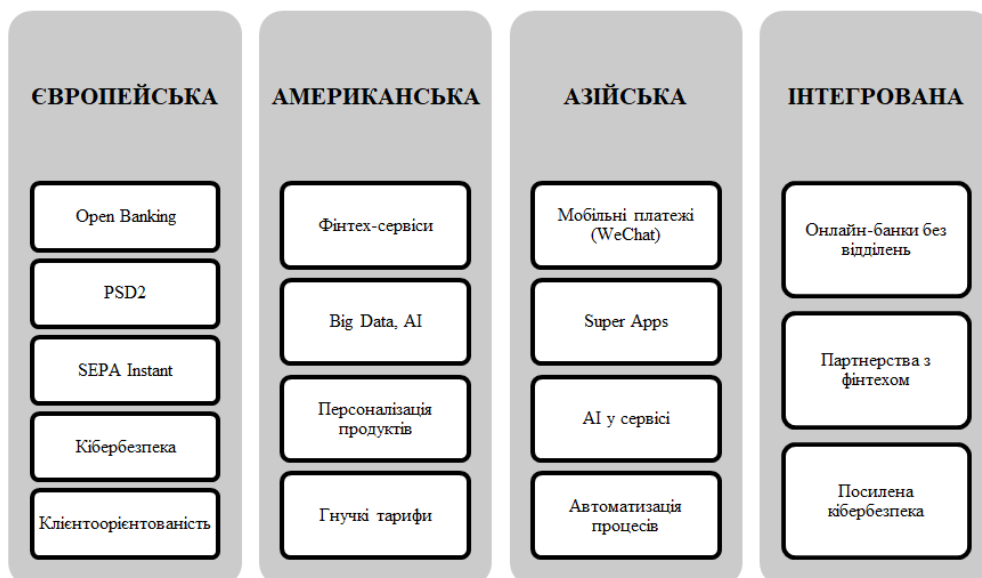 ЄВРОПЕЙСЬКА
Open Banking
PSD2
SEPA Instant
Кібербезпека
Клієнтоорієнтованість
АМЕРИКАНСЬКА
Фінтех-сервіси
Big Data, AI
Персоналізація
продуктів
Гнучкі тарифи
АЗІЙСЬКА
Мобільні платежі
(WeChat)
Super Apps
AI у сервісі
Автоматизація
процесів
ІНТЕГРОВАНА
Онлайн-банки без
відділень
Партнерства з
фінтехом
Посилена
кібербезпека